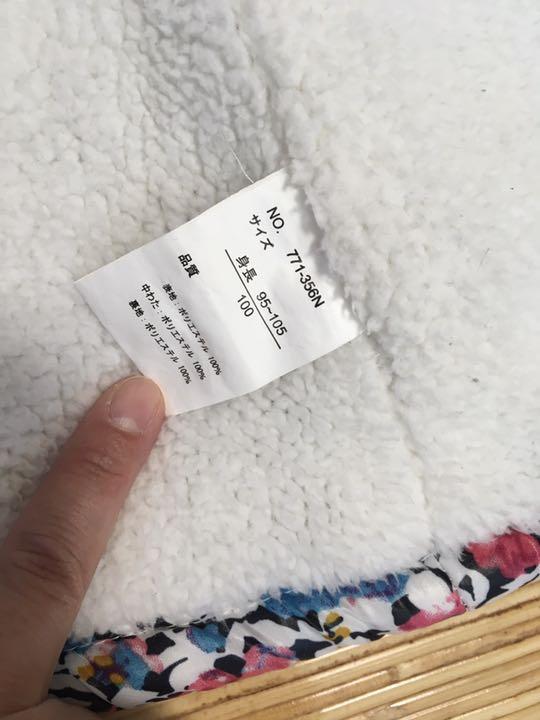 NO. 771-356N
サイズ
身長 95~105
100
品質
表地：ポリエステル 100%
中わた：ポリエステル 100%
裏地：ポリエステル 100%